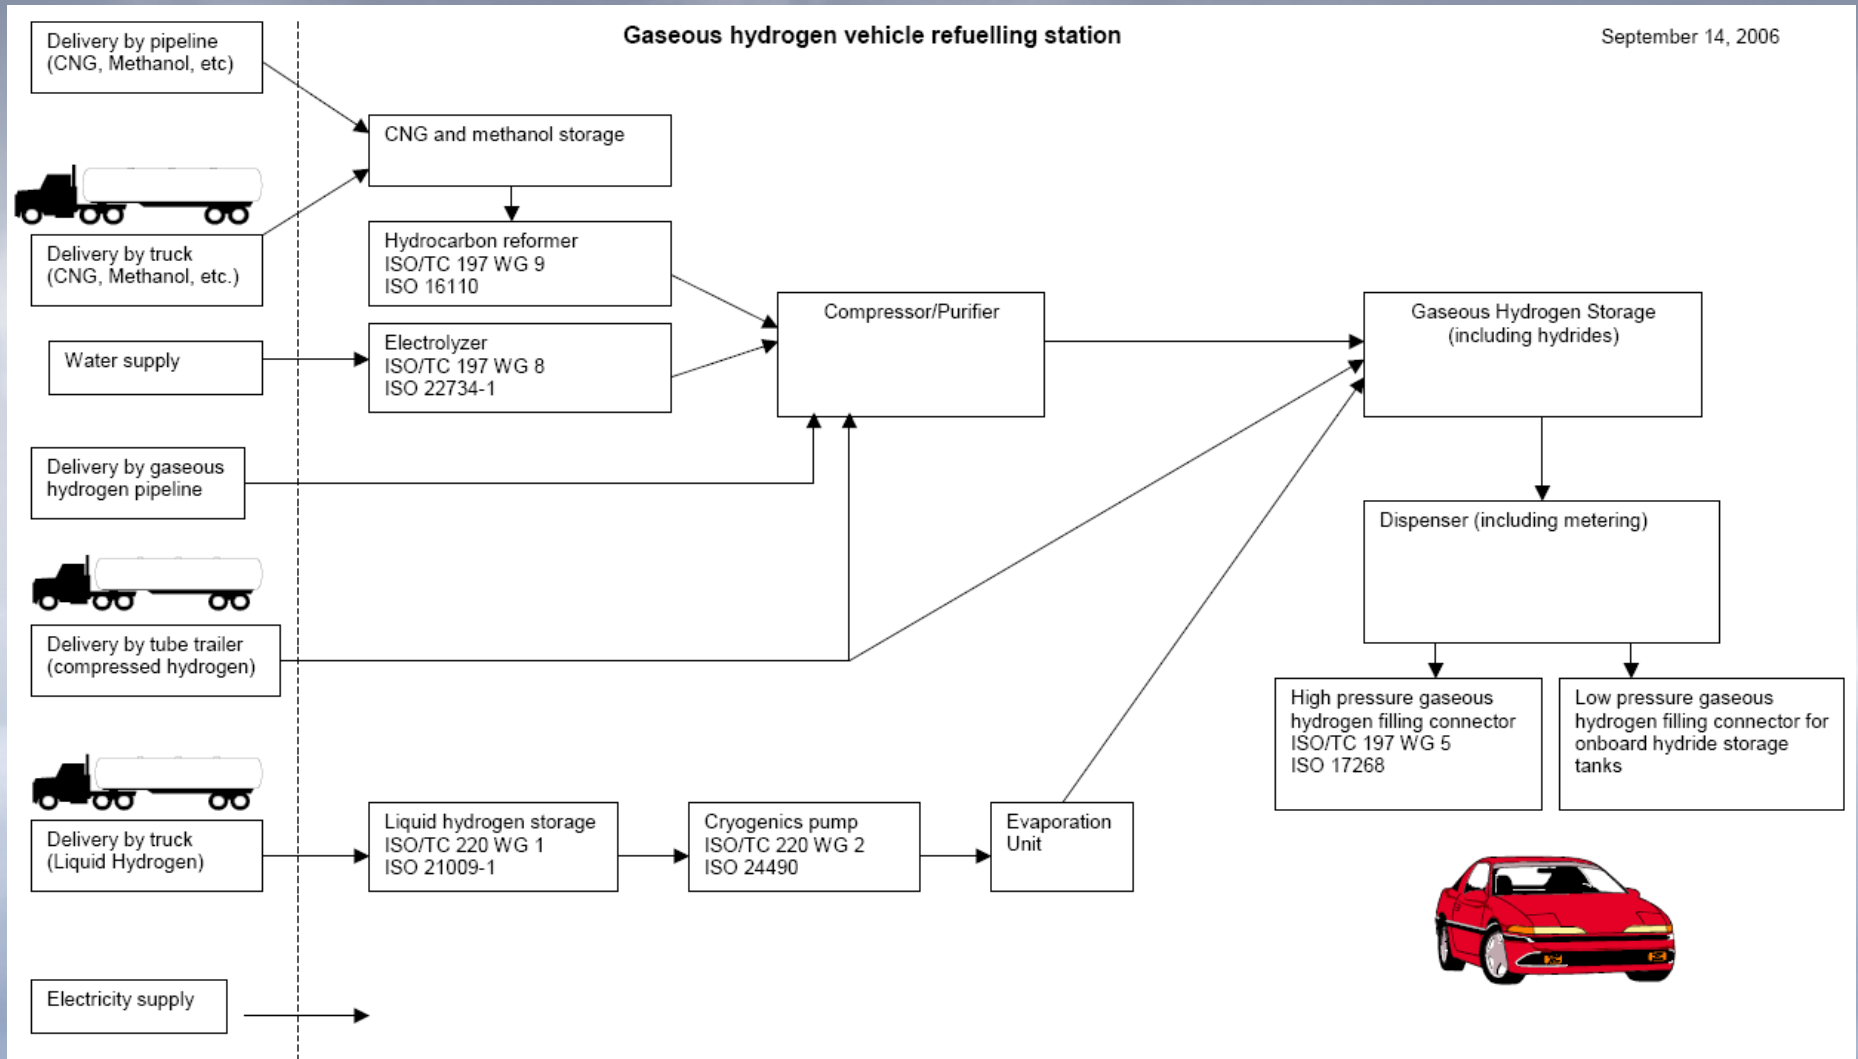 Gaseous hydrogen vehicle refuelling station
September 14, 2006
Delivery by pipeline
(CNG, Methanol, etc)
CNG and methanol storage
Delivery by truck
(CNG, Methanol, etc.)
Hydrocarbon reformer
ISO/TC 197 WG 9
ISO 16110
Water supply
Electrolyzer
ISO/TC 197 WG 8
ISO 22734-1
Compressor/Purifier
Gaseous Hydrogen Storage
(including hydrides)
Delivery by gaseous
hydrogen pipeline
Dispenser (including metering)
Delivery by tube trailer
(compressed hydrogen)
High pressure gaseous
hydrogen filling connector
ISO/TC 197 WG 5
ISO 17268
Low pressure gaseous
hydrogen filling connector for
onboard hydride storage
tanks
Delivery by truck
(Liquid Hydrogen)
Liquid hydrogen storage
ISO/TC 220 WG 1
ISO 21009-1
Cryogenics pump
ISO/TC 220 WG 2
ISO 24490
Evaporation
Unit
Electricity supply